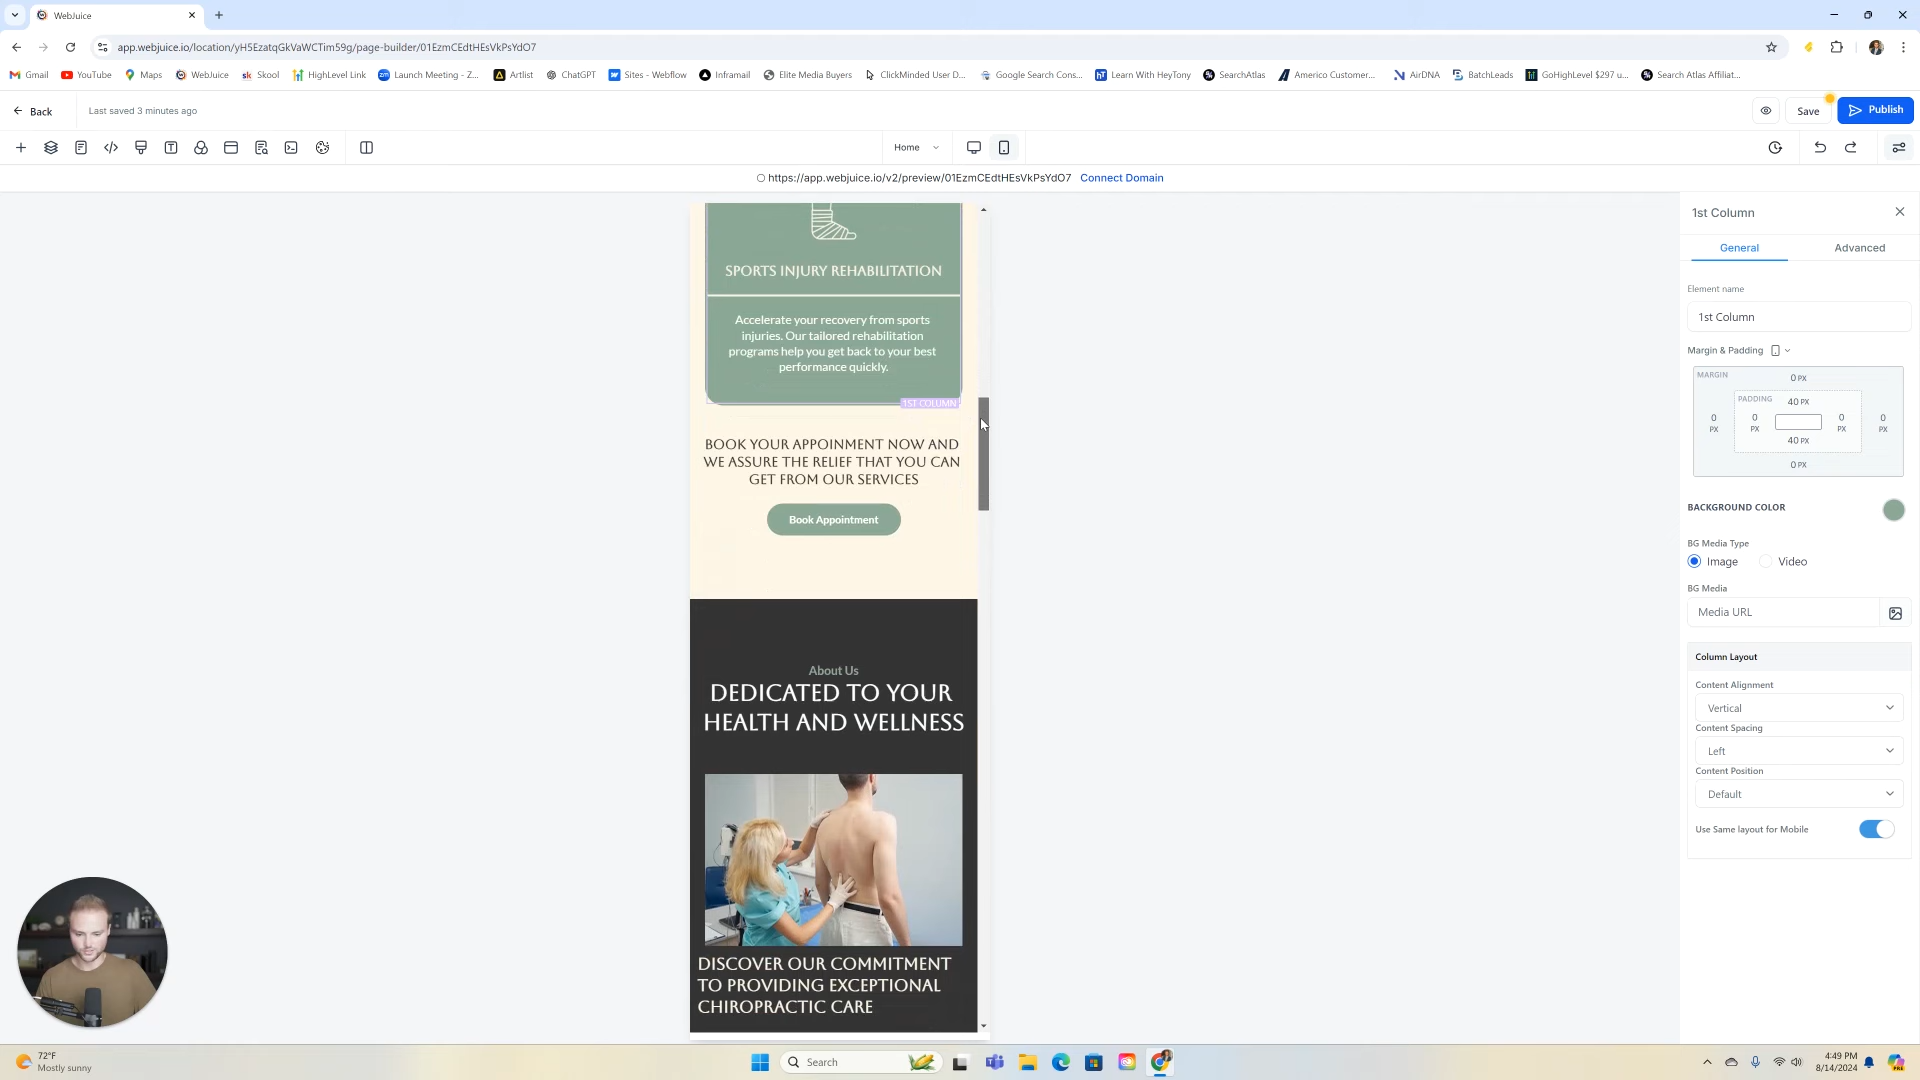 WebJuice
app.webjuice.io/location/yH5EzatqGkVaWCTim59g/page-builder/01EzmCEdtHEsVkPsYdO7
Gmail YouTube Maps WebJuice Skool HighLevel Link Launch Meeting - Z... Artlist ChatGPT Sites - Webflow Inframail Elite Media Buyers ClickMinded User D... Google Search Cons... Learn With HeyTony SearchAtlas Americo Customer... AirDNA BatchLeads GoHighLevel $297 u... Search Atlas Affiliat...
Back Last saved 3 minutes ago Save Publish
Home
https://app.webjuice.io/v2/preview/01EzmCEdtHEsVkPsYdO7 Connect Domain
SPORTS INJURY REHABILITATION
Accelerate your recovery from sports
injuries. Our tailored rehabilitation
programs help you get back to your best
performance quickly.
1ST COLUMN
BOOK YOUR APPOINMENT NOW AND
WE ASSURE THE RELIEF THAT YOU CAN
GET FROM OUR SERVICES
Book Appointment
About Us
DEDICATED TO YOUR
HEALTH AND WELLNESS
DISCOVER OUR COMMITMENT
TO PROVIDING EXCEPTIONAL
CHIROPRACTIC CARE
1st Column
General Advanced
Element name
1st Column
Margin & Padding
MARGIN 0 PX
PADDING 40 PX
0 PX 0 PX 0 PX 0 PX
40 PX
0 PX
BACKGROUND COLOR
BG Media Type
Image Video
BG Media
Media URL
Column Layout
Content Alignment
Vertical
Content Spacing
Left
Content Position
Default
Use Same layout for Mobile
72°F
Mostly sunny
Search
4:49 PM
8/14/2024
PRE